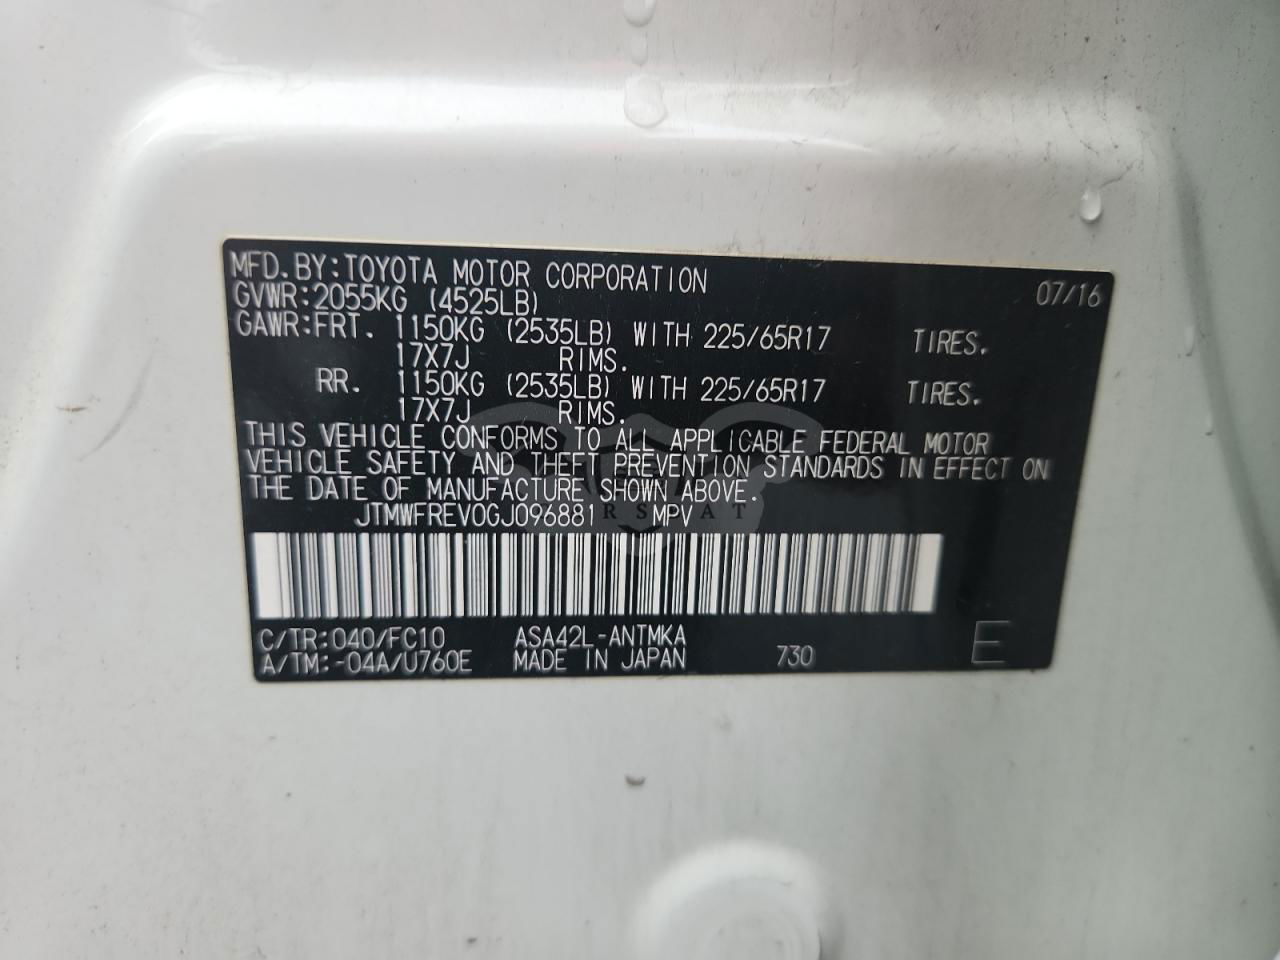 MFD.BY:TOYOTA MOTOR CORPORATION 07/16
GVWR:2055KG (4525LB)
GAWR:FRT. 1150KG (2535LB) WITH 225/65R17 TIRES.
17X7J RIMS.
RR. 1150KG (2535LB) WITH 225/65R17 TIRES.
17X7J RIMS.
THIS VEHICLE CONFORMS TO ALL APPLICABLE FEDERAL MOTOR
VEHICLE SAFETY AND THEFT PREVENTION STANDARDS IN EFFECT ON
THE DATE OF MANUFACTURE SHOWN ABOVE.
JTMWFREV0GJ096881 MPV
C/TR:040/FC10 ASA42L-ANTMKA
A/TM:-04A/U760E MADE IN JAPAN 730 E